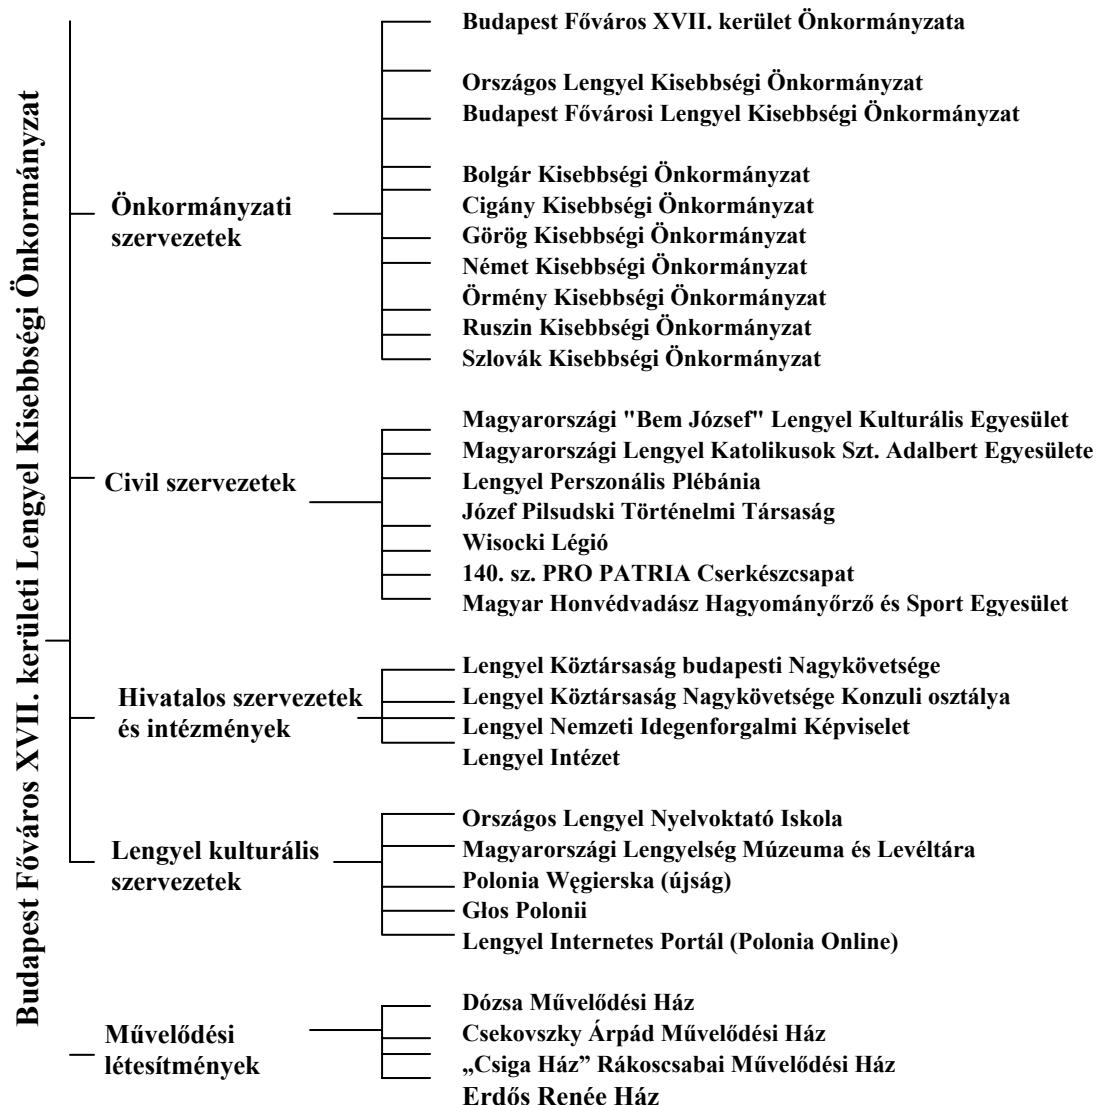 Budapest Főváros XVII. kerületi Lengyel Kisebbségi Önkormányzat
Önkormányzati
szervezetek
Budapest Főváros XVII. kerület Önkormányzata
Országos Lengyel Kisebbségi Önkormányzat
Budapest Fővárosi Lengyel Kisebbségi Önkormányzat
Bolgár Kisebbségi Önkormányzat
Cigány Kisebbségi Önkormányzat
Görög Kisebbségi Önkormányzat
Német Kisebbségi Önkormányzat
Örmény Kisebbségi Önkormányzat
Ruszin Kisebbségi Önkormányzat
Szlovák Kisebbségi Önkormányzat
Civil szervezetek
Magyarországi "Bem József" Lengyel Kulturális Egyesület
Magyarországi Lengyel Katolikusok Szt. Adalbert Egyesülete
Lengyel Perszonális Plébánia
Józef Pilsudski Történelmi Társaság
Wisocki Légió
140. sz. PRO PATRIA Cserkészcsapat
Magyar Honvédvadász Hagyományőrző és Sport Egyesület
Hivatalos szervezetek
és intézmények
Lengyel Köztársaság budapesti Nagykövetsége
Lengyel Köztársaság Nagykövetsége Konzuli osztálya
Lengyel Nemzeti Idegenforgalmi Képviselet
Lengyel Intézet
Lengyel kulturális
szervezetek
Országos Lengyel Nyelvoktató Iskola
Magyarországi Lengyelség Múzeuma és Levéltára
Polonia Węgierska (újság)
Głos Polonii
Lengyel Internetes Portál (Polonia Online)
Művelődési
létesítmények
Dózsa Művelődési Ház
Csekovszky Árpád Művelődési Ház
„Csiga Ház” Rákoscsabai Művelődési Ház
Erdős Renée Ház